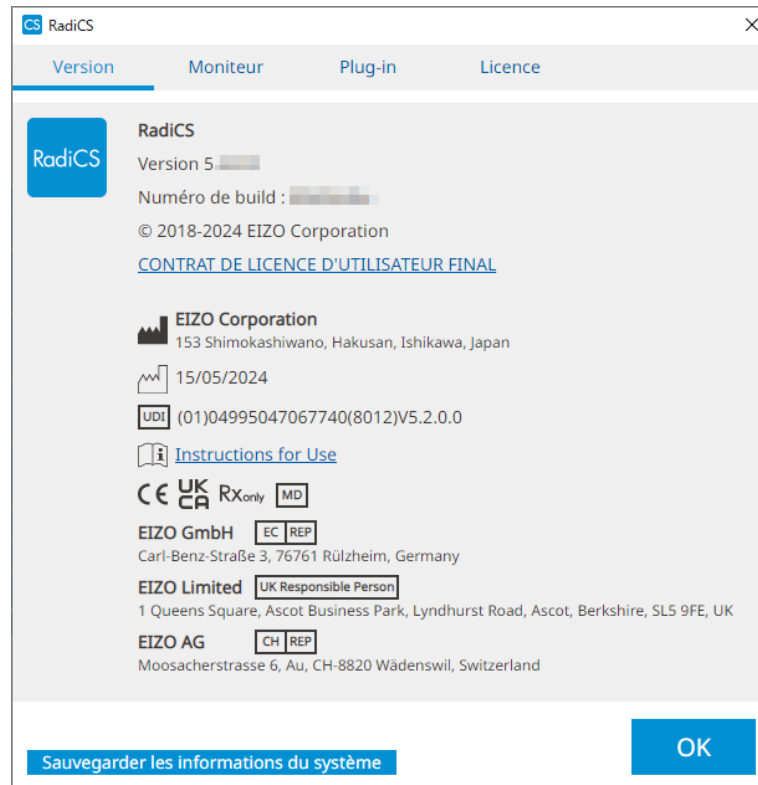 CS RadiCS
Version Moniteur Plug-in Licence
RadiCS
RadiCS
Version 5.
Numéro de build :
© 2018-2024 EIZO Corporation
CONTRAT DE LICENCE D'UTILISATEUR FINAL
EIZO Corporation
153 Shimokashiwano, Hakusan, Ishikawa, Japan
15/05/2024
UDI (01)04995047067740(8012)V5.2.0.0
Instructions for Use
CE UK CA Rx only MD
EIZO GmbH EC REP
Carl-Benz-Straße 3, 76761 Rülzheim, Germany
EIZO Limited UK Responsible Person
1 Queens Square, Ascot Business Park, Lyndhurst Road, Ascot, Berkshire, SL5 9FE, UK
EIZO AG CH REP
Moosacherstrasse 6, Au, CH-8820 Wädenswil, Switzerland
Sauvegarder les informations du système
OK